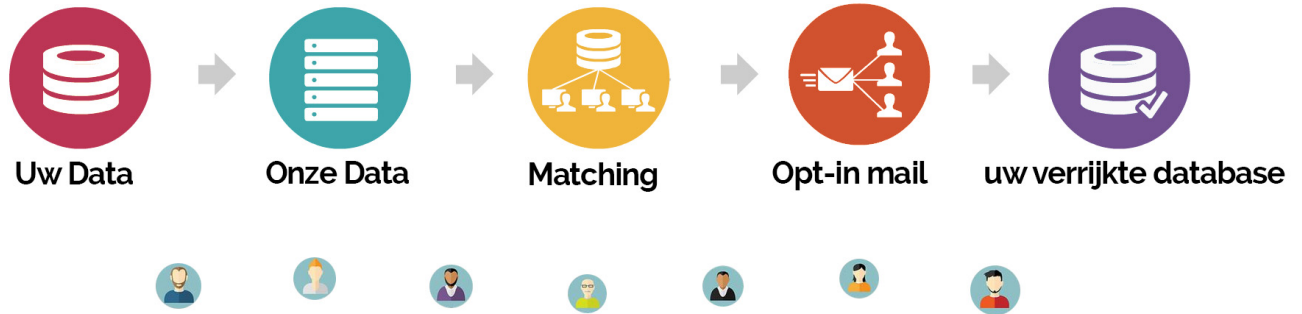 Uw Data
Onze Data
Matching
Opt-in mail
uw verrijkte database